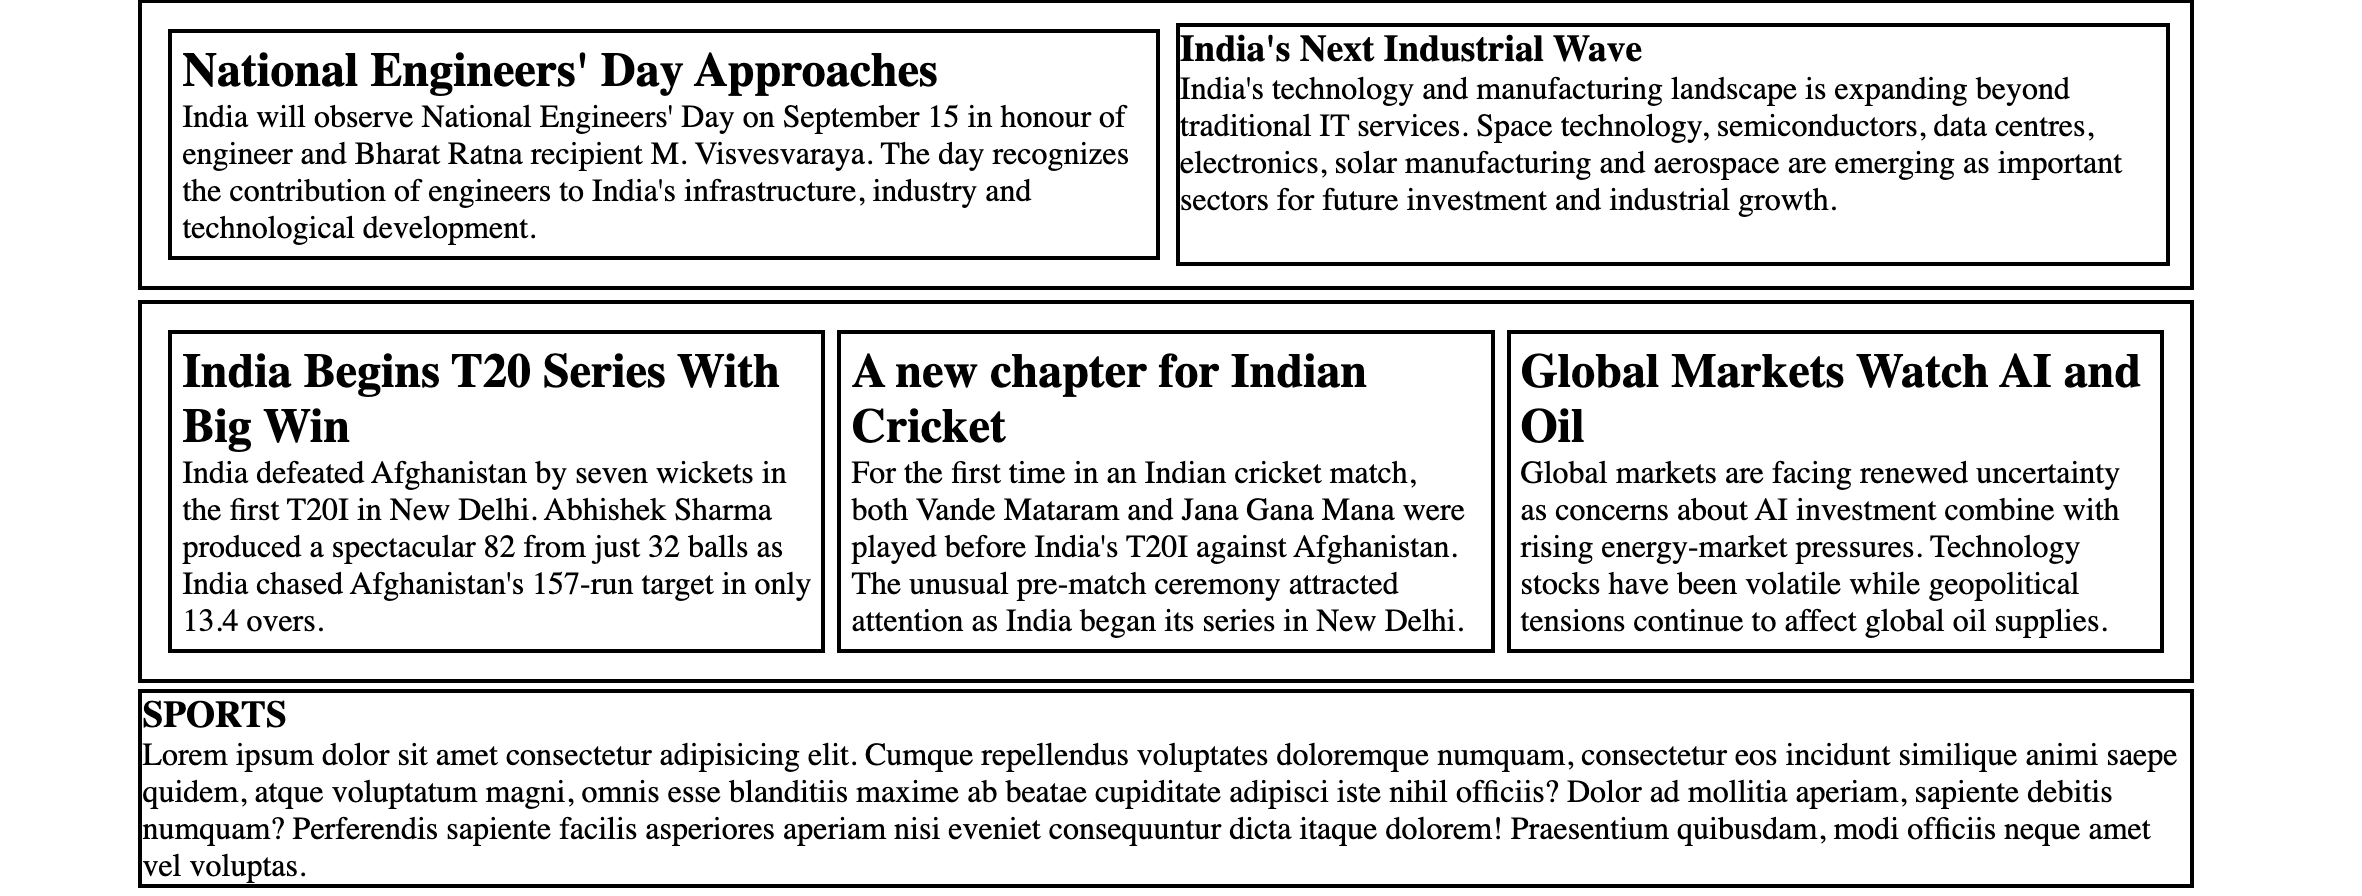 National Engineers' Day Approaches
India will observe National Engineers' Day on September 15 in honour of
engineer and Bharat Ratna recipient M. Visvesvaraya. The day recognizes
the contribution of engineers to India's infrastructure, industry and
technological development.
India's Next Industrial Wave
India's technology and manufacturing landscape is expanding beyond
traditional IT services. Space technology, semiconductors, data centres,
electronics, solar manufacturing and aerospace are emerging as important
sectors for future investment and industrial growth.
India Begins T20 Series With
Big Win
India defeated Afghanistan by seven wickets in
the first T20I in New Delhi. Abhishek Sharma
produced a spectacular 82 from just 32 balls as
India chased Afghanistan's 157-run target in only
13.4 overs.
A new chapter for Indian
Cricket
For the first time in an Indian cricket match,
both Vande Mataram and Jana Gana Mana were
played before India's T20I against Afghanistan.
The unusual pre-match ceremony attracted
attention as India began its series in New Delhi.
Global Markets Watch AI and
Oil
Global markets are facing renewed uncertainty
as concerns about AI investment combine with
rising energy-market pressures. Technology
stocks have been volatile while geopolitical
tensions continue to affect global oil supplies.
SPORTS
Lorem ipsum dolor sit amet consectetur adipisicing elit. Cumque repellendus voluptates doloremque numquam, consectetur eos incidunt similique animi saepe
quidem, atque voluptatum magni, omnis esse blanditiis maxime ab beatae cupiditate adipisci iste nihil officiis? Dolor ad mollitia aperiam, sapiente debitis
numquam? Perferendis sapiente facilis asperiores aperiam nisi eveniet consequuntur dicta itaque dolorem! Praesentium quibusdam, modi officiis neque amet
vel voluptas.